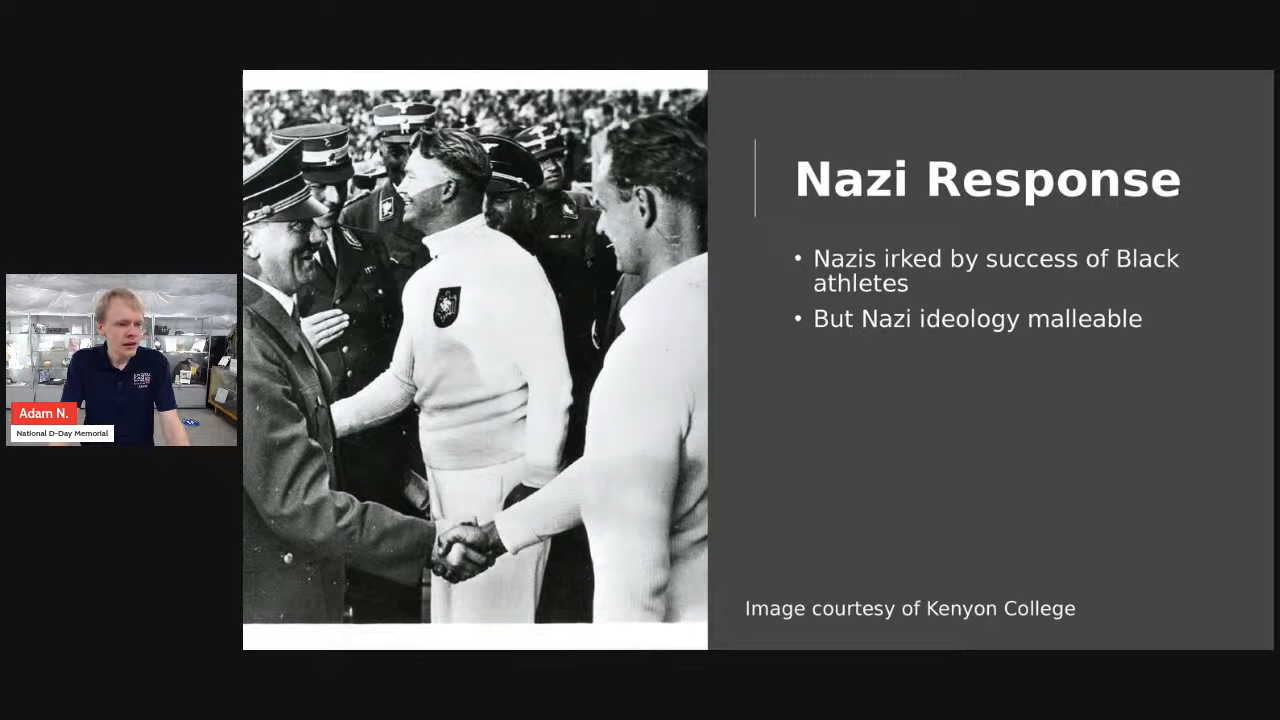 Nazi Response
• Nazis irked by success of Black
athletes
• But Nazi ideology malleable
Image courtesy of Kenyon College
Adam N.
National D-Day Memorial